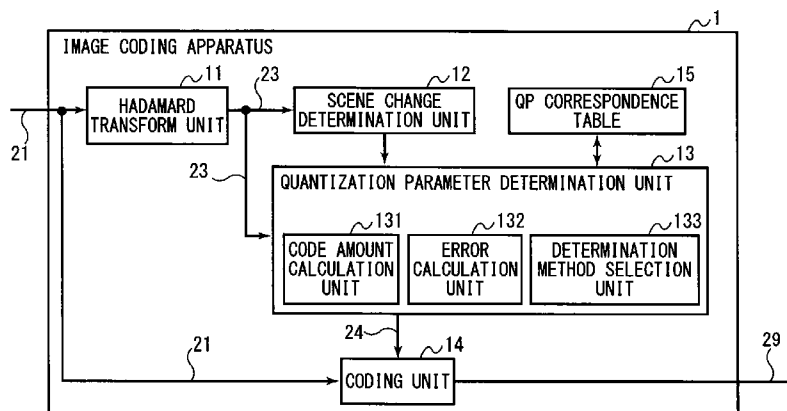 1
IMAGE CODING APPARATUS
11
23
12
15
HADAMARD
TRANSFORM UNIT
SCENE CHANGE
DETERMINATION UNIT
QP CORRESPONDENCE
TABLE
21
23
13
QUANTIZATION PARAMETER DETERMINATION UNIT
131
132
133
CODE AMOUNT
CALCULATION
UNIT
ERROR
CALCULATION
UNIT
DETERMINATION
METHOD SELECTION
UNIT
24
21
14
29
CODING UNIT